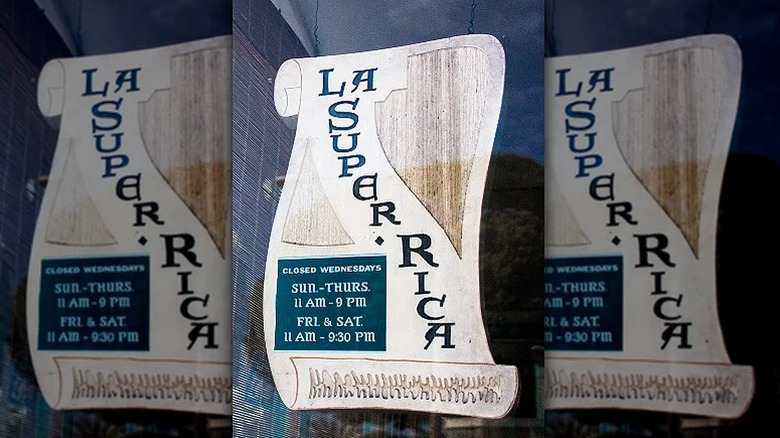 LA
SUPER.
RICA
CLOSED WEDNESDAYS
SUN.-THURS.
11 AM - 9 PM
FRI. & SAT.
11 AM - 9:30 PM